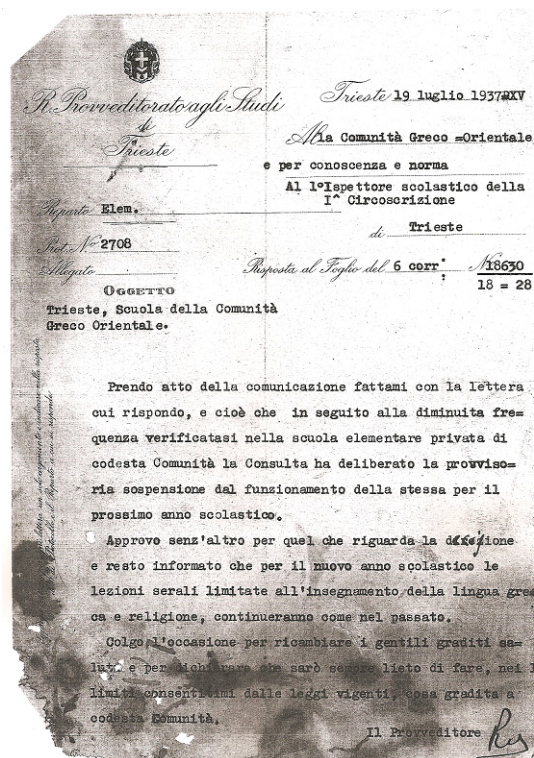 R. Provveditorato agli Studi
di
Trieste
Trieste 19 luglio 1937 XV
Alla Comunità Greco =Orientale
e per conoscenza e norma
Al 1° Ispettore scolastico della
I^ Circoscrizione
di Trieste
Reparto Elem.
Prot. N° 2708
Allegato
Risposta al Foglio del 6 corr. N° 18630
18 = 28
OGGETTO
Trieste, Scuola della Comunità
Greco Orientale.
Prendo atto della comunicazione fattami con la lettera
cui rispondo, e cioè che in seguito alla diminuita fre=
quenza verificatasi nella scuola elementare privata di
codesta Comunità la Consulta ha deliberato la provviso=
ria sospensione dal funzionamento della stessa per il
prossimo anno scolastico.
Approvo senz'altro per quel che riguarda la
e resto informato che per il nuovo anno scolastico le
lezioni serali limitate all'insegnamento della lingua gre
ca e religione, continueranno come nel passato.
Colgo l'occasione per ricambiare i gentili graditi sa=
luti e per dichiarare che sarò sempre lieto di fare, nei
limiti consentitimi dalle leggi vigenti, cosa gradita a
codesta Comunità.
Il Provveditore